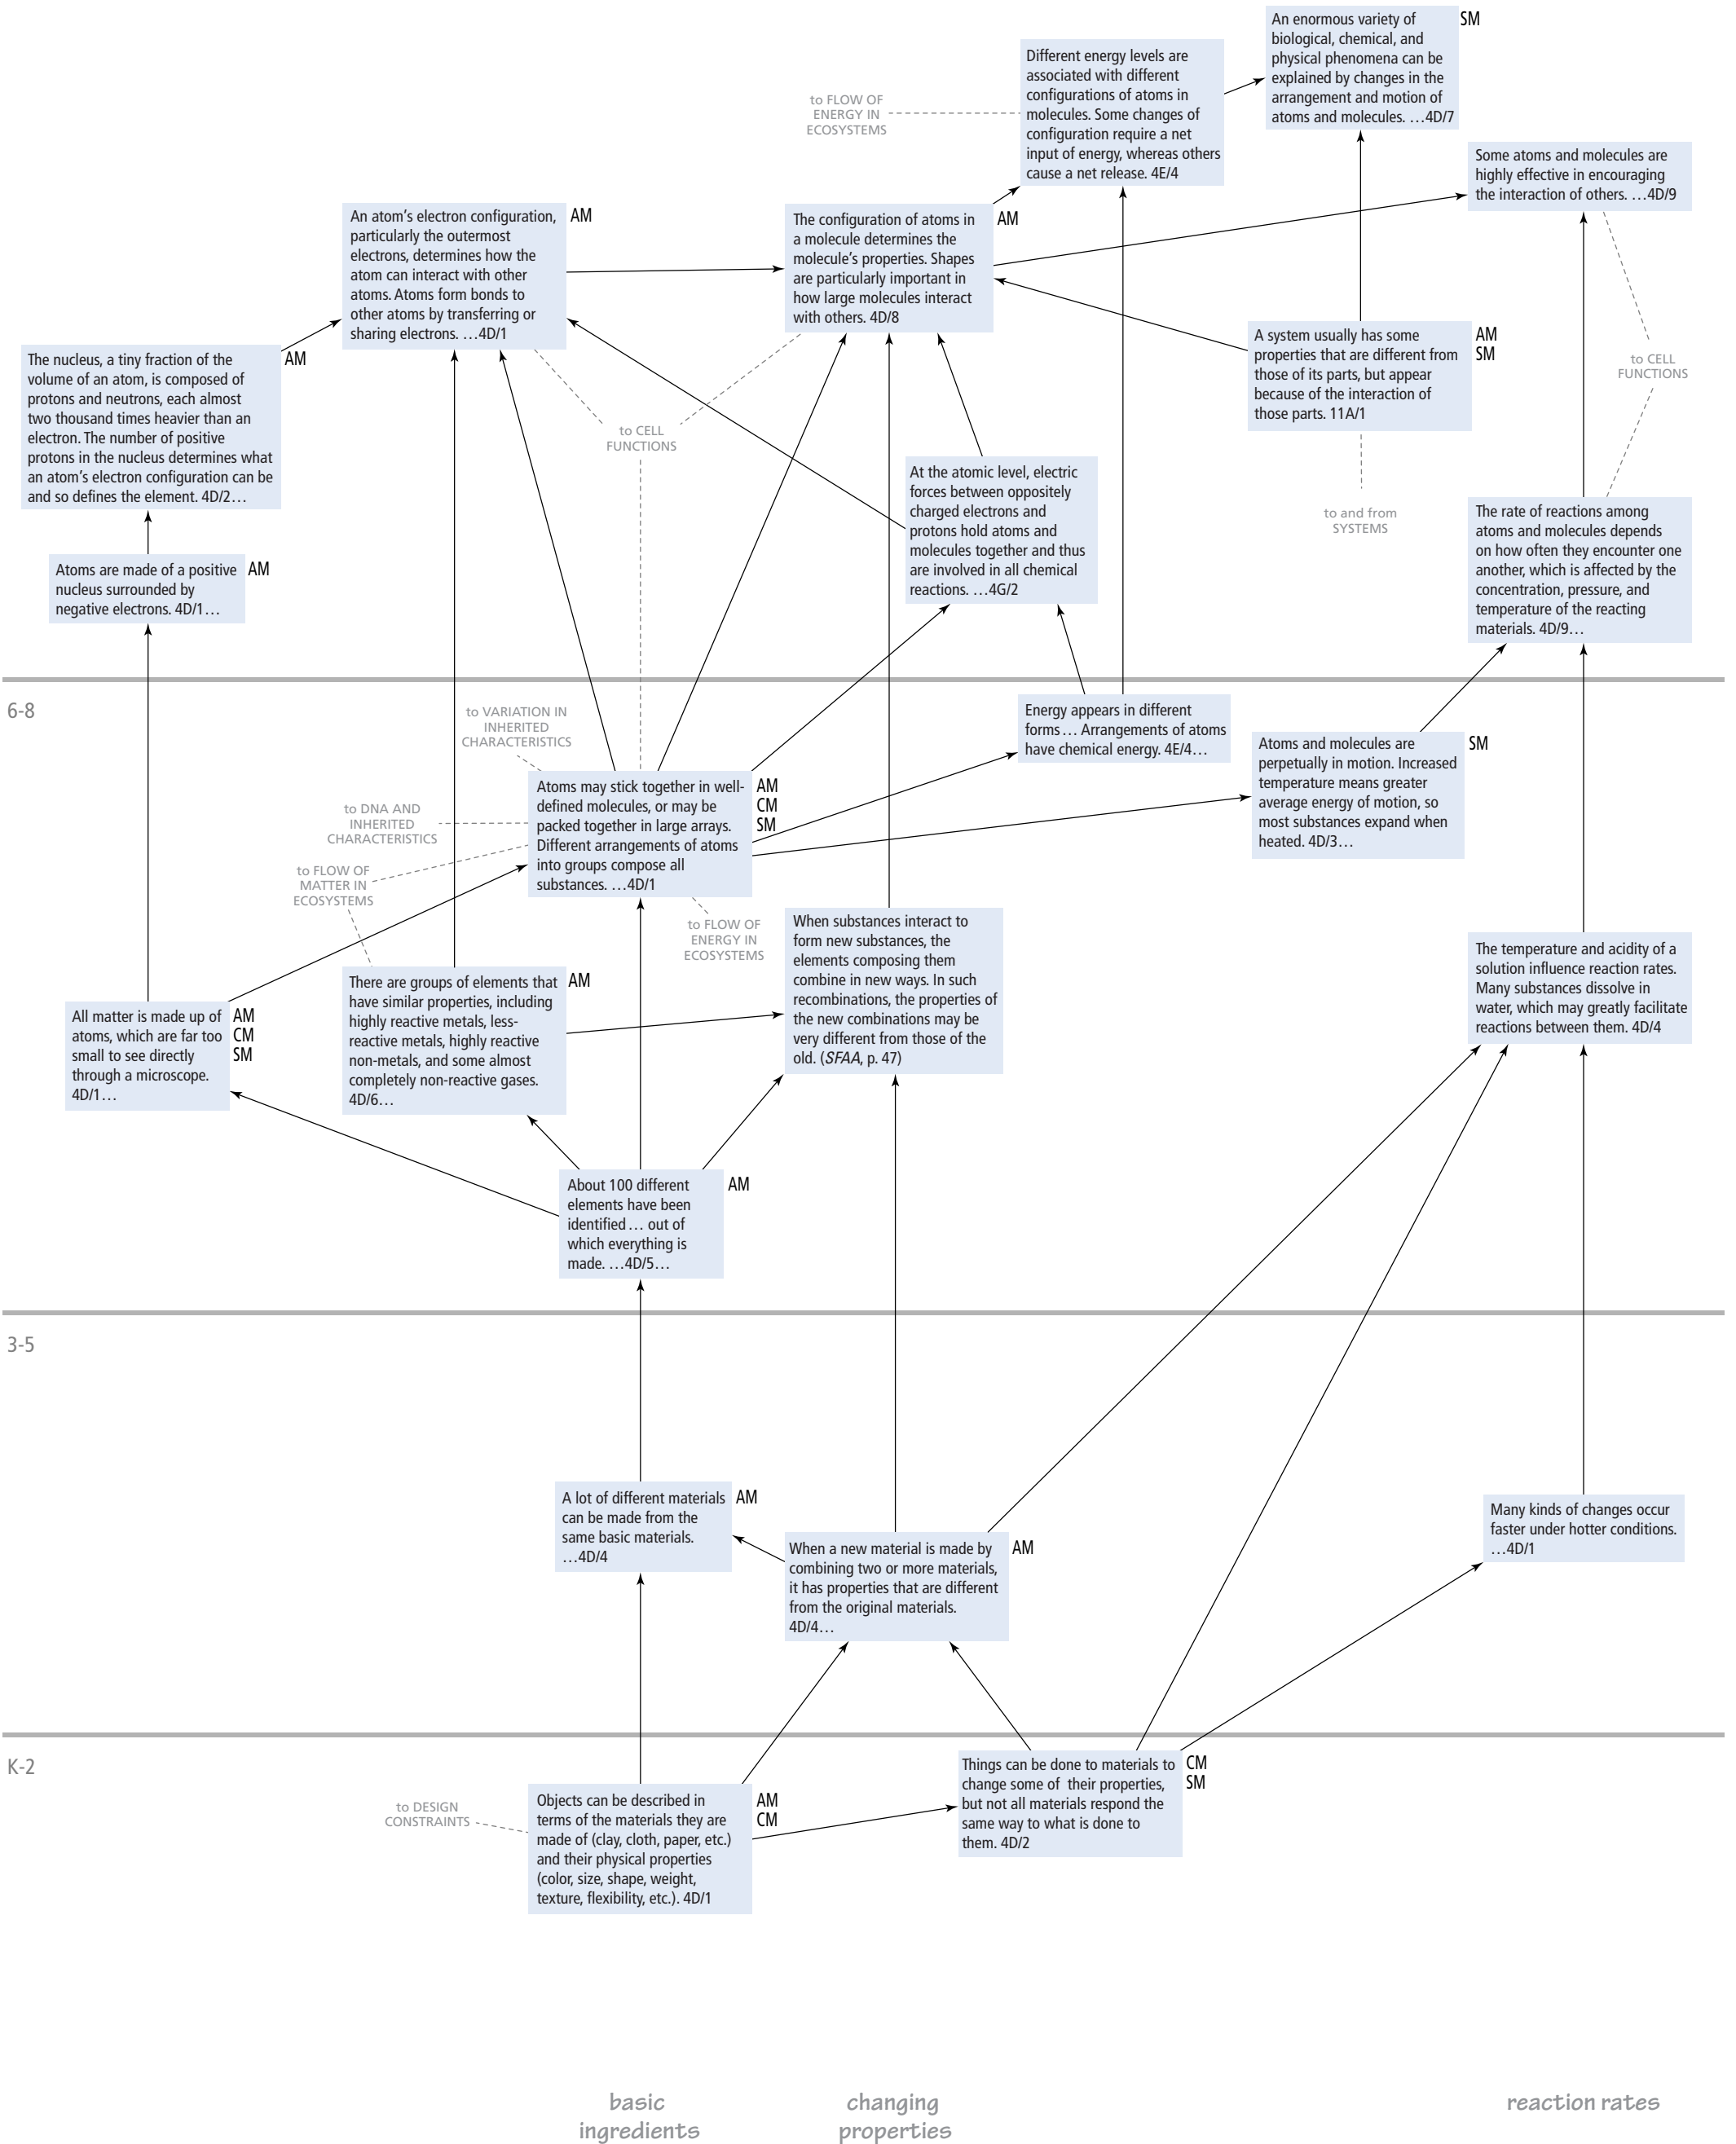 An enormous variety of
biological, chemical, and
physical phenomena can be
explained by changes in the
arrangement and motion of
atoms and molecules. …4D/7
SM
Different energy levels are
associated with different
configurations of atoms in
molecules. Some changes of
configuration require a net
input of energy, whereas others
cause a net release. 4E/4
to FLOW OF
ENERGY IN
ECOSYSTEMS
Some atoms and molecules are
highly effective in encouraging
the interaction of others. …4D/9
An atom’s electron configuration,
particularly the outermost
electrons, determines how the
atom can interact with other
atoms. Atoms form bonds to
other atoms by transferring or
sharing electrons. …4D/1
AM
The configuration of atoms in
a molecule determines the
molecule’s properties. Shapes
are particularly important in
how large molecules interact
with others. 4D/8
AM
A system usually has some
properties that are different from
those of its parts, but appear
because of the interaction of
those parts. 11A/1
AM
SM
to CELL
FUNCTIONS
The nucleus, a tiny fraction of the
volume of an atom, is composed of
protons and neutrons, each almost
two thousand times heavier than an
electron. The number of positive
protons in the nucleus determines what
an atom’s electron configuration can be
and so defines the element. 4D/2…
AM
to CELL
FUNCTIONS
At the atomic level, electric
forces between oppositely
charged electrons and
protons hold atoms and
molecules together and thus
are involved in all chemical
reactions. …4G/2
to and from
SYSTEMS
The rate of reactions among
atoms and molecules depends
on how often they encounter one
another, which is affected by the
concentration, pressure, and
temperature of the reacting
materials. 4D/9…
Atoms are made of a positive
nucleus surrounded by
negative electrons. 4D/1…
AM
6-8
to VARIATION IN
INHERITED
CHARACTERISTICS
Energy appears in different
forms… Arrangements of atoms
have chemical energy. 4E/4…
Atoms and molecules are
perpetually in motion. Increased
temperature means greater
average energy of motion, so
most substances expand when
heated. 4D/3…
SM
Atoms may stick together in well-
defined molecules, or may be
packed together in large arrays.
Different arrangements of atoms
into groups compose all
substances. …4D/1
AM
CM
SM
to DNA AND
INHERITED
CHARACTERISTICS
to FLOW OF
MATTER IN
ECOSYSTEMS
to FLOW OF
ENERGY IN
ECOSYSTEMS
When substances interact to
form new substances, the
elements composing them
combine in new ways. In such
recombinations, the properties of
the new combinations may be
very different from those of the
old. (SFAA, p. 47)
The temperature and acidity of a
solution influence reaction rates.
Many substances dissolve in
water, which may greatly facilitate
reactions between them. 4D/4
There are groups of elements that
have similar properties, including
highly reactive metals, less-
reactive metals, highly reactive
non-metals, and some almost
completely non-reactive gases.
4D/6…
AM
All matter is made up of
atoms, which are far too
small to see directly
through a microscope.
4D/1…
AM
CM
SM
About 100 different
elements have been
identified… out of
which everything is
made. …4D/5…
AM
3-5
A lot of different materials
can be made from the
same basic materials.
…4D/4
AM
When a new material is made by
combining two or more materials,
it has properties that are different
from the original materials.
4D/4…
AM
Many kinds of changes occur
faster under hotter conditions.
…4D/1
K-2
Things can be done to materials to
change some of their properties,
but not all materials respond the
same way to what is done to
them. 4D/2
CM
SM
to DESIGN
CONSTRAINTS
Objects can be described in
terms of the materials they are
made of (clay, cloth, paper, etc.)
and their physical properties
(color, size, shape, weight,
texture, flexibility, etc.). 4D/1
AM
CM
basic
ingredients
changing
properties
reaction rates